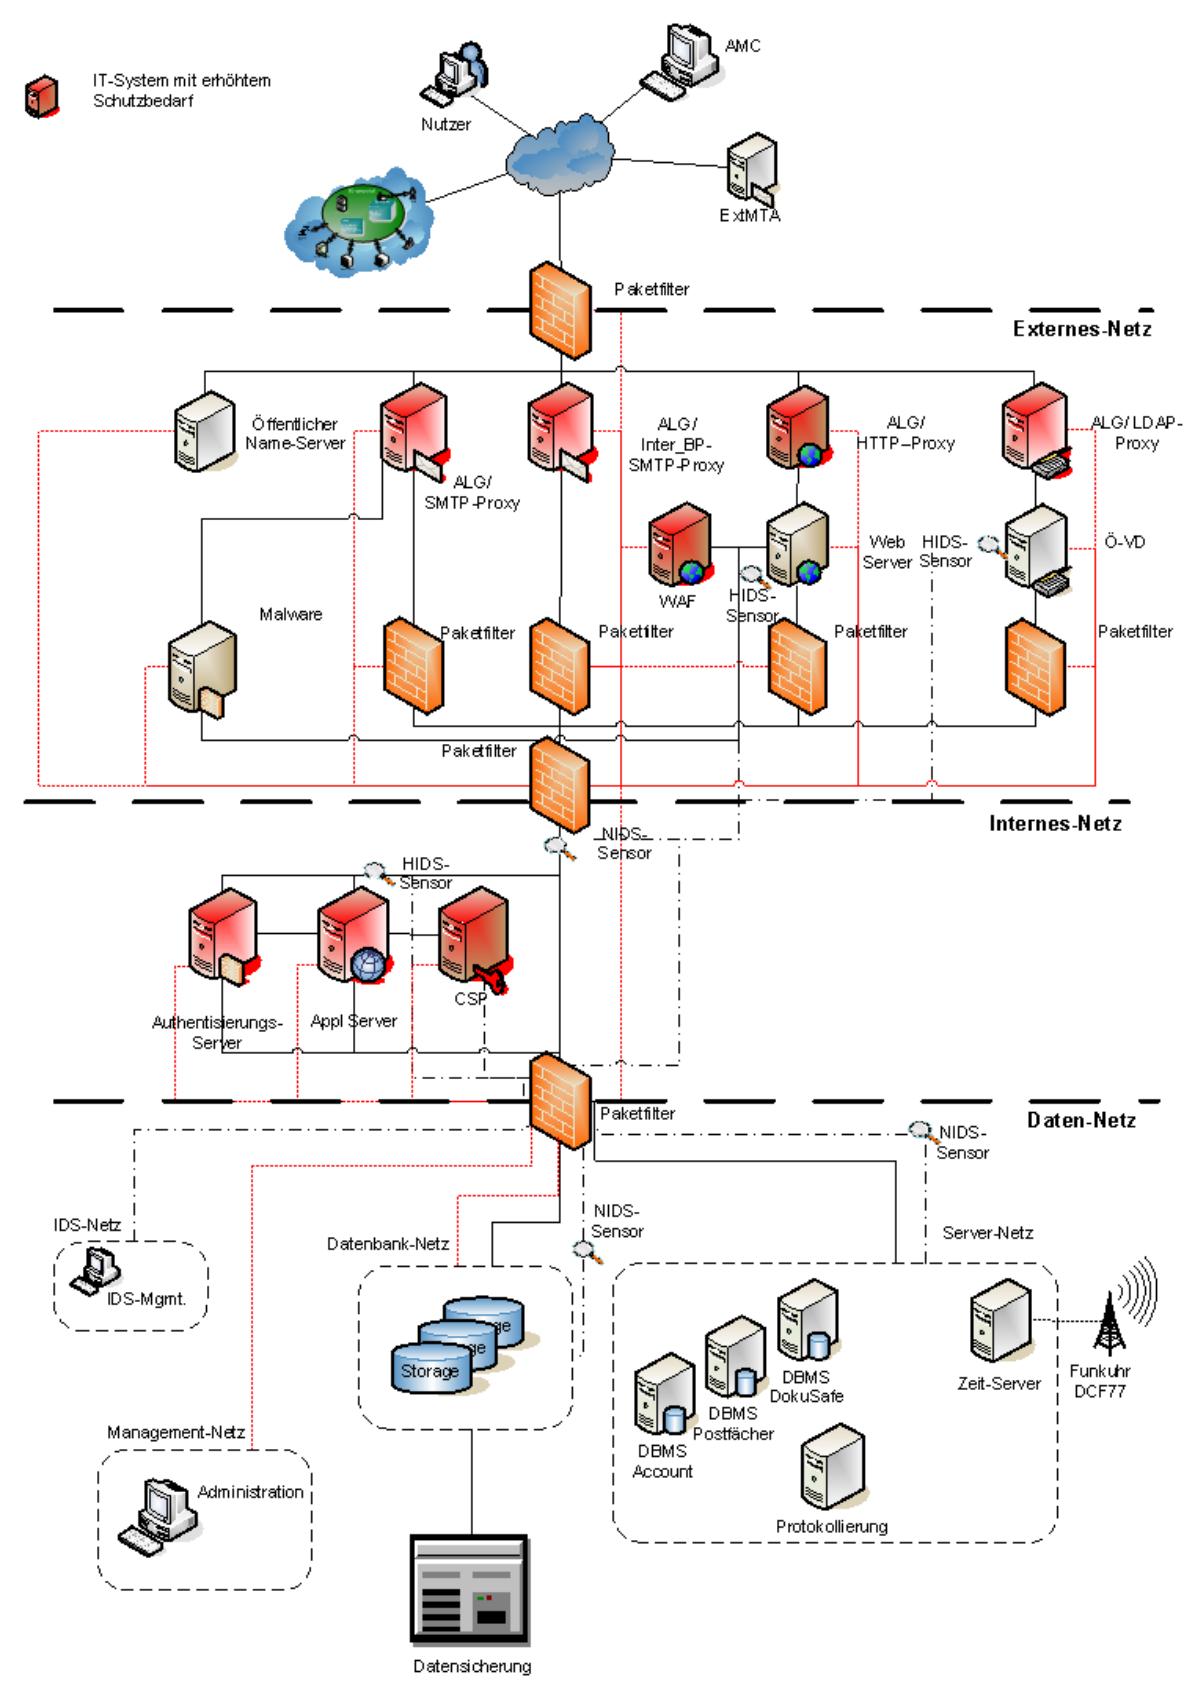 IT-System mit erhöhtem
Schutzbedarf
AMC
Nutzer
ExtMTA
Paketfilter
Externes-Netz
Öffentlicher
Name-Server
ALG/
SMTP-Proxy
ALG/
Inter_BP-
SMTP-Proxy
ALG/
HTTP–Proxy
ALG/ LDAP-
Proxy
WAF
HIDS-
Sensor
Web
Server
HIDS-
Sensor
Ö-VD
Malware
Paketfilter
Paketfilter
Paketfilter
Paketfilter
Paketfilter
Internes-Netz
NIDS-
Sensor
HIDS-
Sensor
CSP
Authentisierungs-
Server
Appl Server
Paketfilter
Daten-Netz
NIDS-
Sensor
IDS-Netz
IDS-Mgmt.
Datenbank-Netz
NIDS-
Sensor
Server-Netz
Storage
DBMS
DokuSafe
DBMS
Postfächer
DBMS
Account
Zeit-Server
Funkuhr
DCF77
Protokollierung
Management-Netz
Administration
Datensicherung